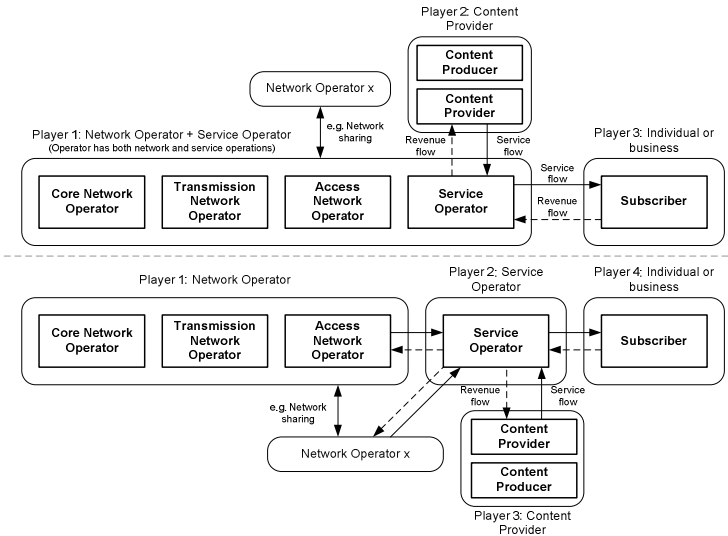 Player 2: Content
Provider
Content
Producer
Content
Provider
Network Operator x
e.g. Network
sharing
Revenue
flow
Service
flow
Player 1: Network Operator + Service Operator
(Operator has both network and service operations)
Player 3: Individual or
business
Core Network
Operator
Transmission
Network
Operator
Access
Network
Operator
Service
Operator
Service
flow
Revenue
flow
Subscriber
Player 1: Network Operator
Player 2: Service
Operator
Player 4: Individual or
business
Core Network
Operator
Transmission
Network
Operator
Access
Network
Operator
Service
Operator
Subscriber
e.g. Network
sharing
Revenue
flow
Service
flow
Network Operator x
Content
Provider
Content
Producer
Player 3: Content
Provider